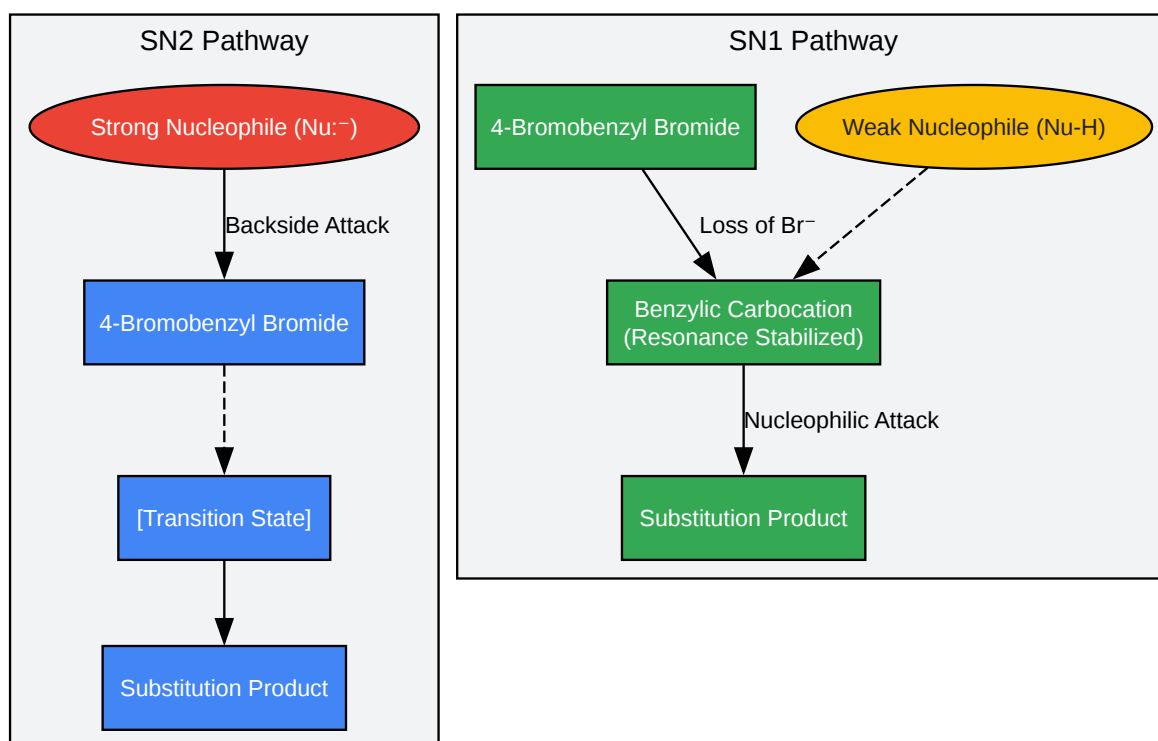 SN2 Pathway
Strong Nucleophile (Nu:⁻)
Backside Attack
4-Bromobenzyl Bromide
[Transition State]
Substitution Product
SN1 Pathway
4-Bromobenzyl Bromide
Weak Nucleophile (Nu-H)
Loss of Br⁻
Benzylic Carbocation
(Resonance Stabilized)
Nucleophilic Attack
Substitution Product